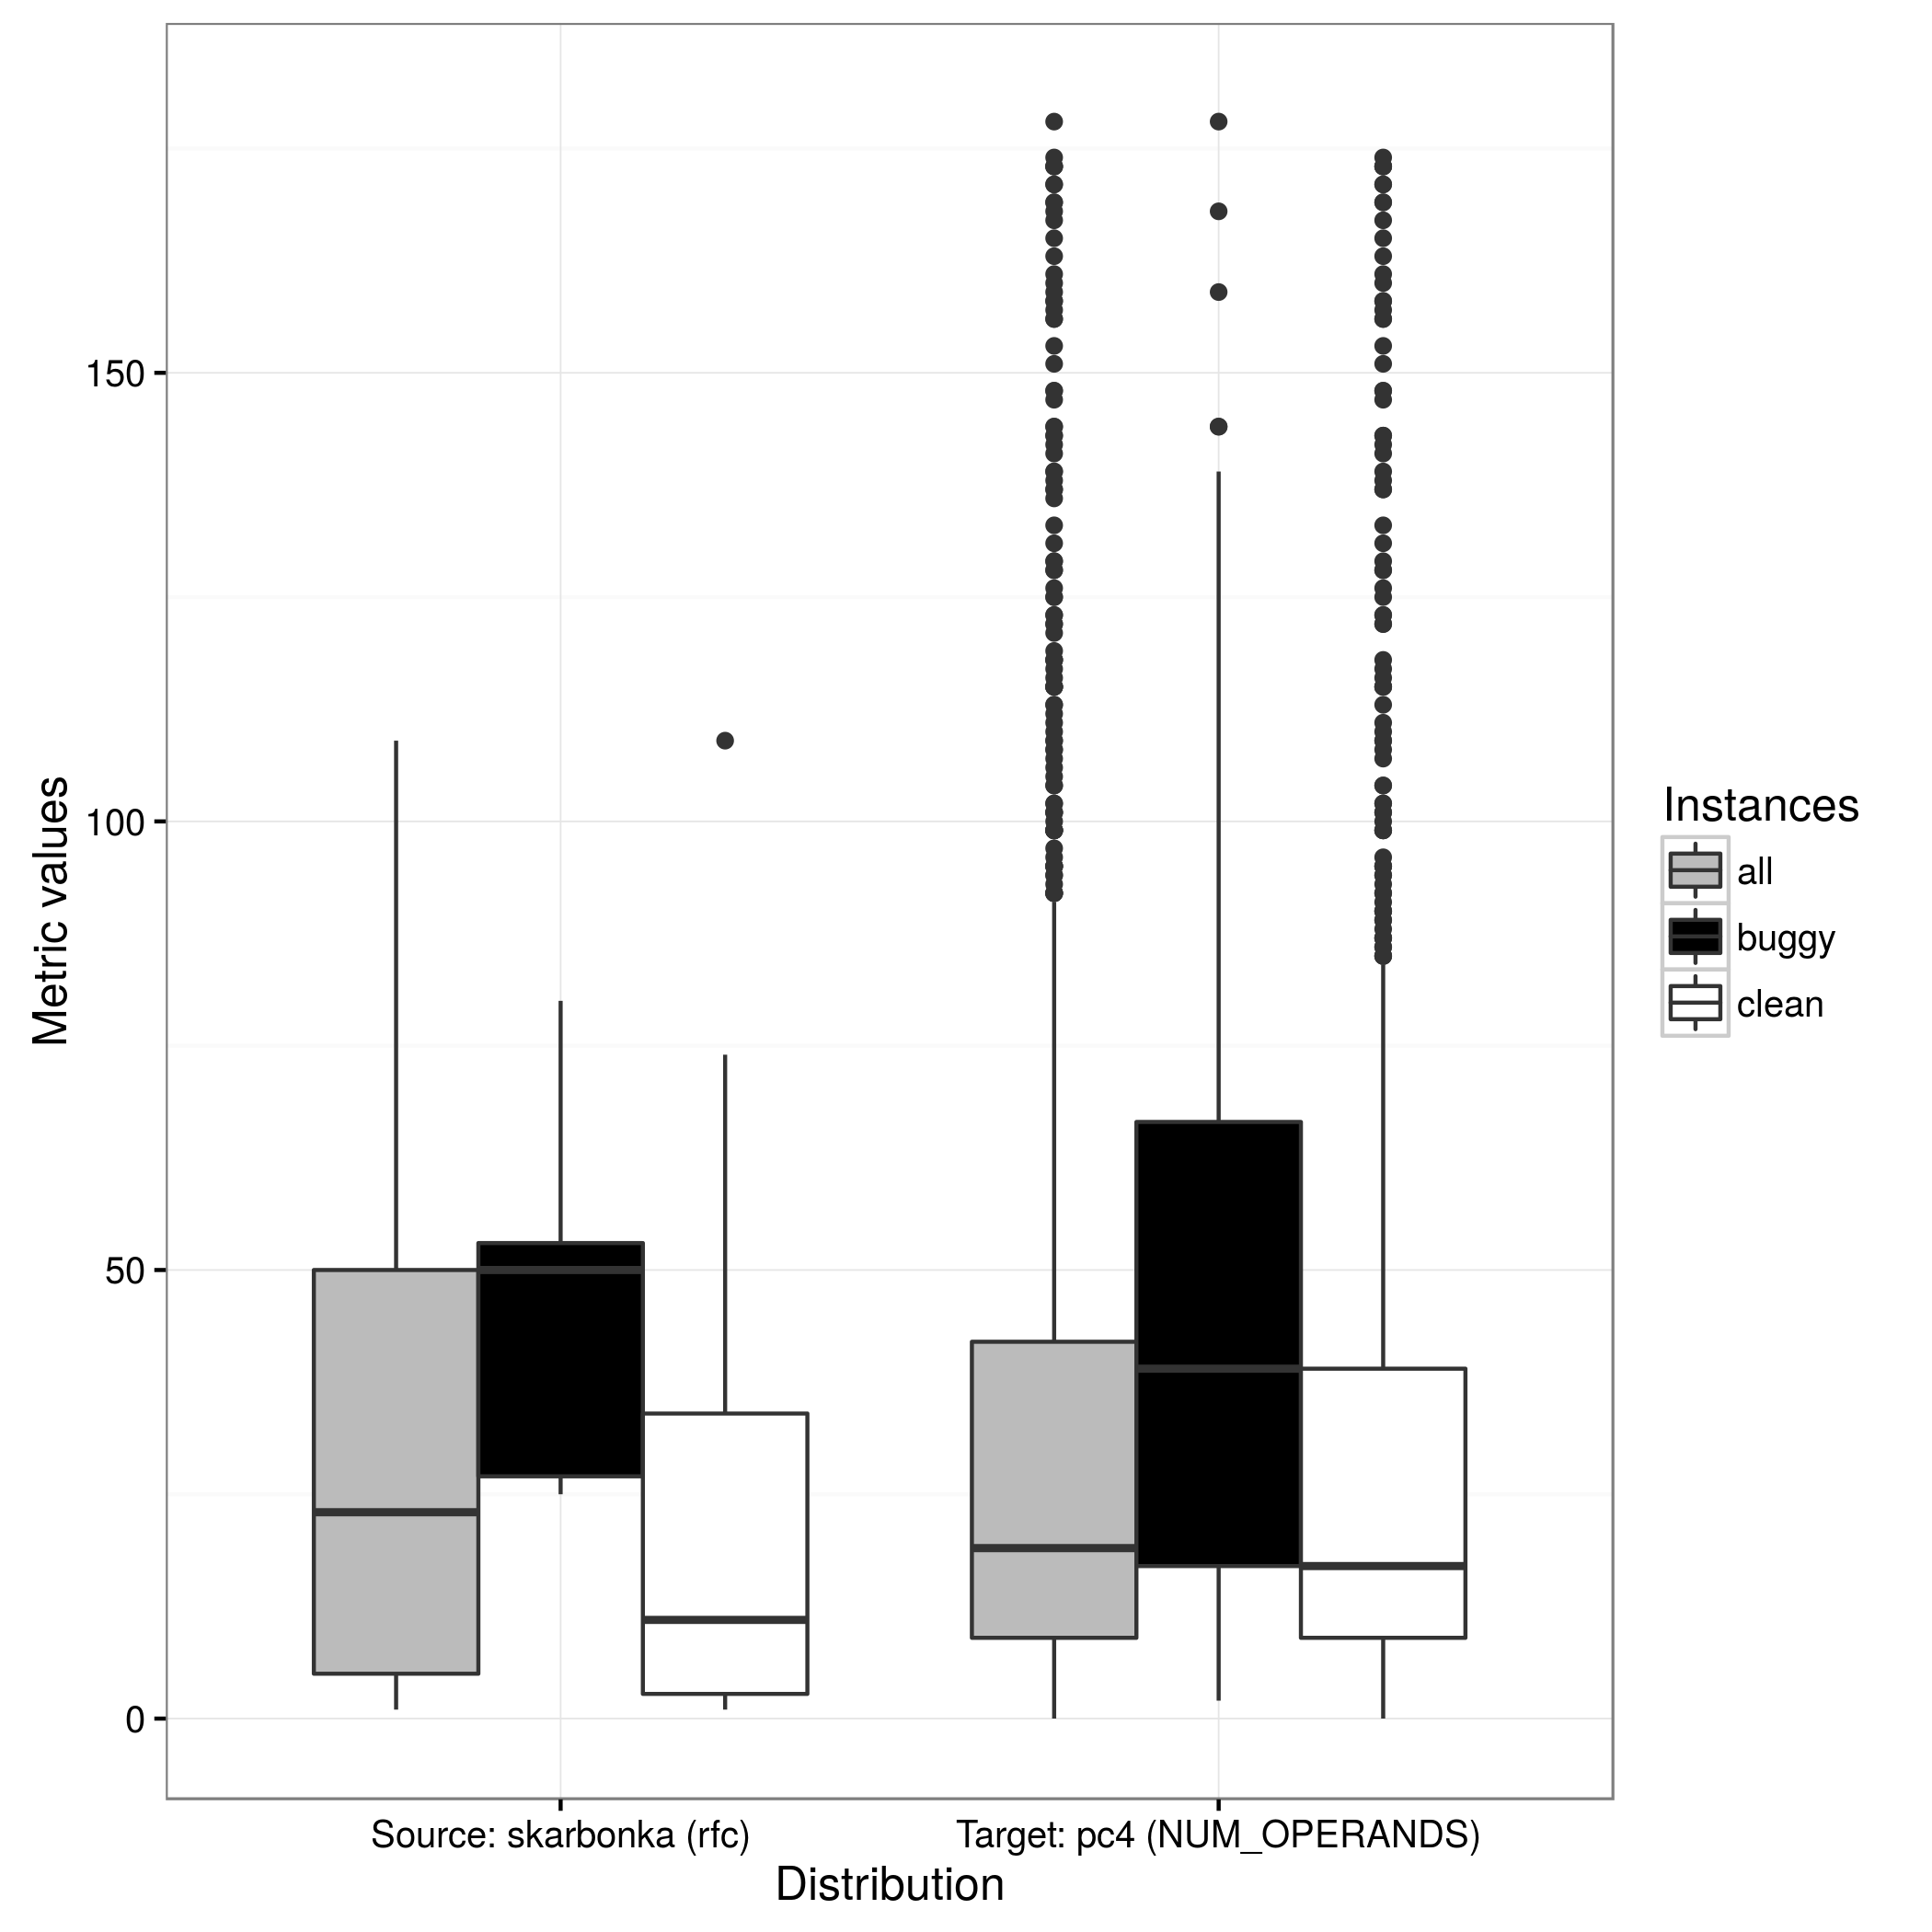 Metric values
150
100
50
0
Source: skarbonka (rfc)
Target: pc4 (NUM_OPERANDS)
Distribution
Instances
all
buggy
clean